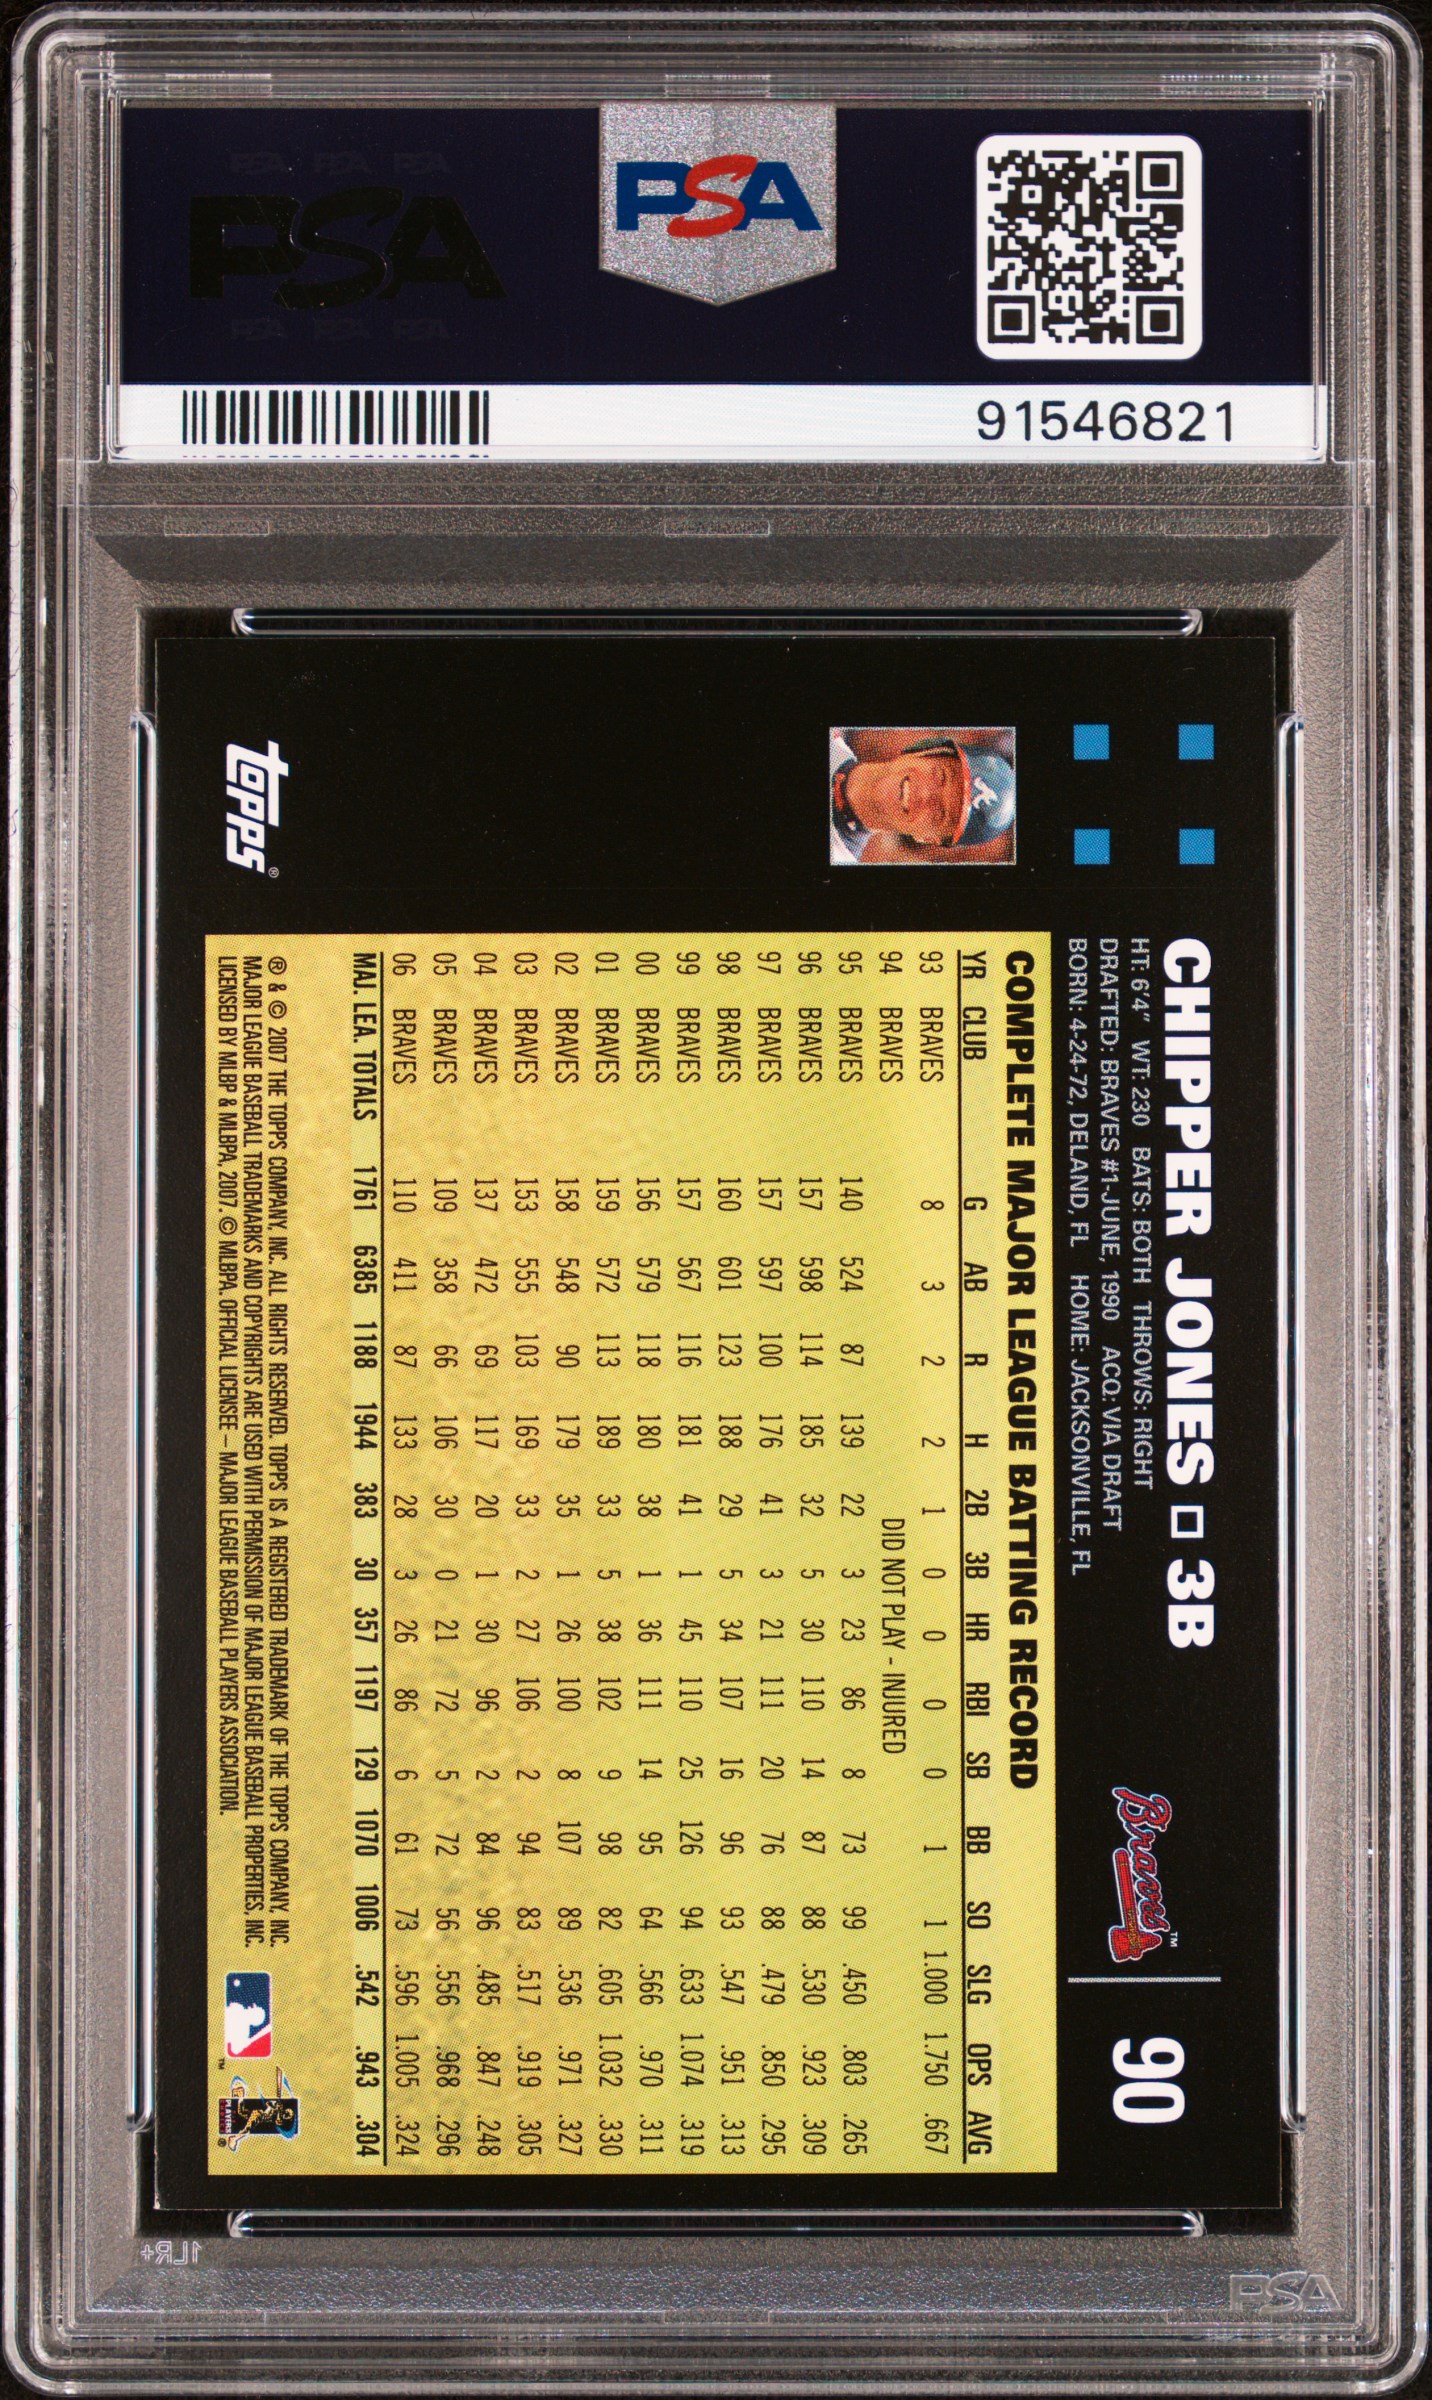 PSA PSA PSA
PSA
PSA PSA PSA
PSA
91546821
CHIPPER JONES □ 3B
Braves™
90
HT: 6'4" WT: 230 BATS: BOTH THROWS: RIGHT
DRAFTED: BRAVES #1-JUNE, 1990 ACQ: VIA DRAFT
BORN: 4-24-72, DELAND, FL HOME: JACKSONVILLE, FL
COMPLETE MAJOR LEAGUE BATTING RECORD
YR CLUB G AB R H 2B 3B HR RBI SB BB SO SLG OPS AVG
93 BRAVES 8 3 2 2 1 0 0 0 0 1 1 1.000 1.750 .667
94 BRAVES DID NOT PLAY - INJURED
95 BRAVES 140 524 87 139 22 3 23 86 8 73 99 .450 .803 .265
96 BRAVES 157 598 114 185 32 5 30 110 14 87 88 .530 .923 .309
97 BRAVES 157 597 100 176 41 3 21 111 20 76 88 .479 .850 .295
98 BRAVES 160 601 123 188 29 5 34 107 16 96 93 .547 .951 .313
99 BRAVES 157 567 116 181 41 1 45 110 25 126 94 .633 1.074 .319
00 BRAVES 156 579 118 180 38 1 36 111 14 95 64 .566 .970 .311
01 BRAVES 159 572 113 189 33 5 38 102 9 98 82 .605 1.032 .330
02 BRAVES 158 548 90 179 35 1 26 100 8 107 89 .536 .971 .327
03 BRAVES 153 555 103 169 33 2 27 106 2 94 83 .517 .919 .305
04 BRAVES 137 472 69 117 20 1 30 96 2 84 96 .485 .847 .248
05 BRAVES 109 358 66 106 30 0 21 72 5 72 56 .556 .968 .296
06 BRAVES 110 411 87 133 28 3 26 86 6 61 73 .596 1.005 .324
MAJ. LEA. TOTALS 1761 6385 1188 1944 383 30 357 1197 129 1070 1006 .542 .943 .304
® & © 2007 THE TOPPS COMPANY, INC. ALL RIGHTS RESERVED. TOPPS IS A REGISTERED TRADEMARK OF THE TOPPS COMPANY, INC.
MAJOR LEAGUE BASEBALL TRADEMARKS AND COPYRIGHTS ARE USED WITH PERMISSION OF MAJOR LEAGUE BASEBALL PROPERTIES, INC.
LICENSED BY MLBP & MLBPA, 2007. © MLBPA. OFFICIAL LICENSEE – MAJOR LEAGUE BASEBALL PLAYERS ASSOCIATION.
topps®
1LR+
PSA